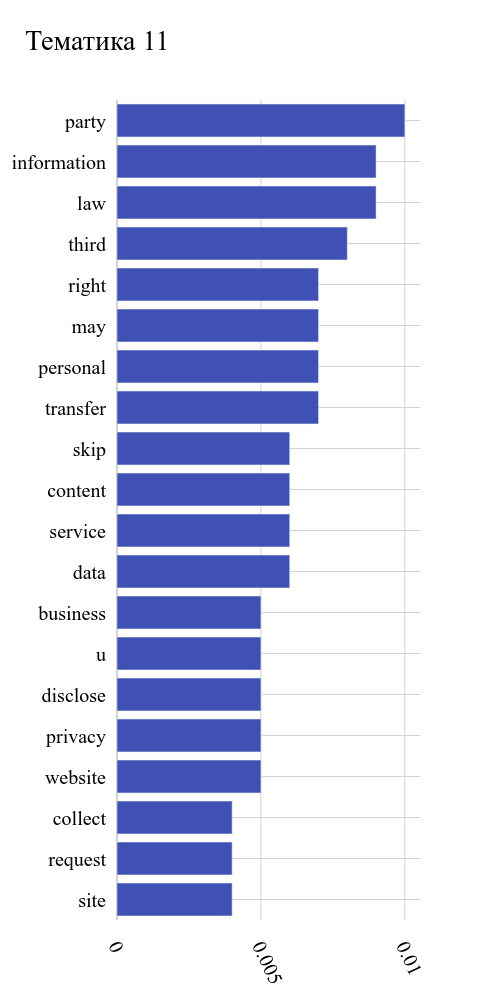 Тематика 11
party
information
law
third
right
may
personal
transfer
skip
content
service
data
business
u
disclose
privacy
website
collect
request
site
0
0.005
0.01